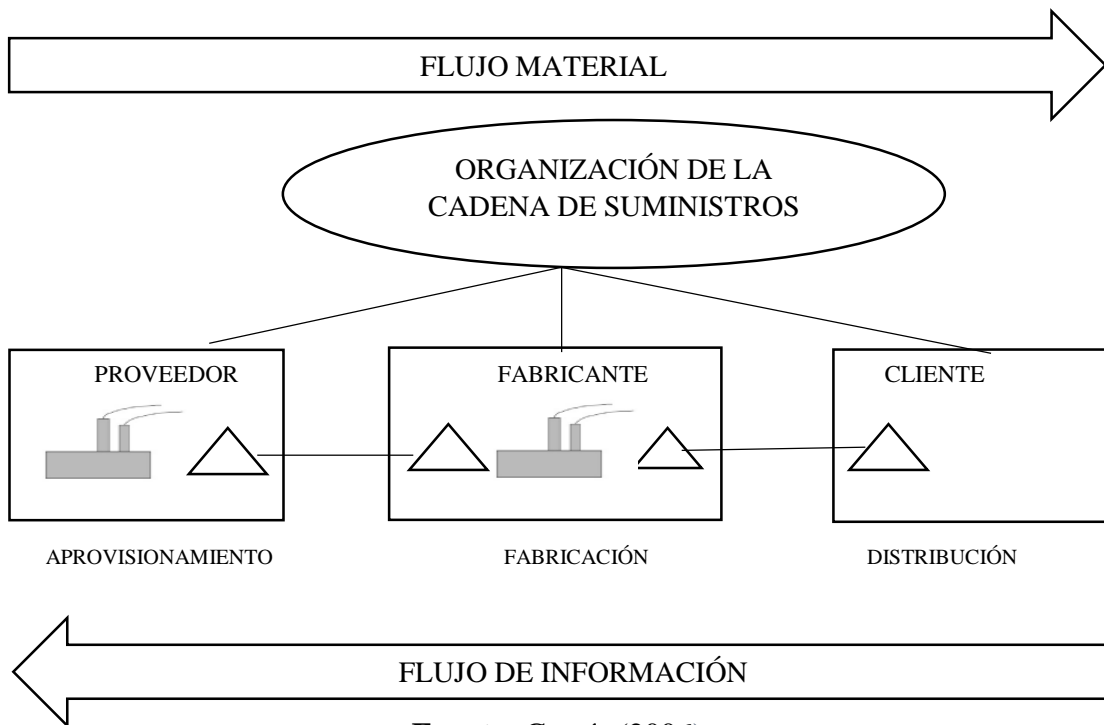 FLUJO MATERIAL
ORGANIZACIÓN DE LA
CADENA DE SUMINISTROS
PROVEEDOR
FABRICANTE
CLIENTE
APROVISIONAMIENTO
FABRICACIÓN
DISTRIBUCIÓN
FLUJO DE INFORMACIÓN